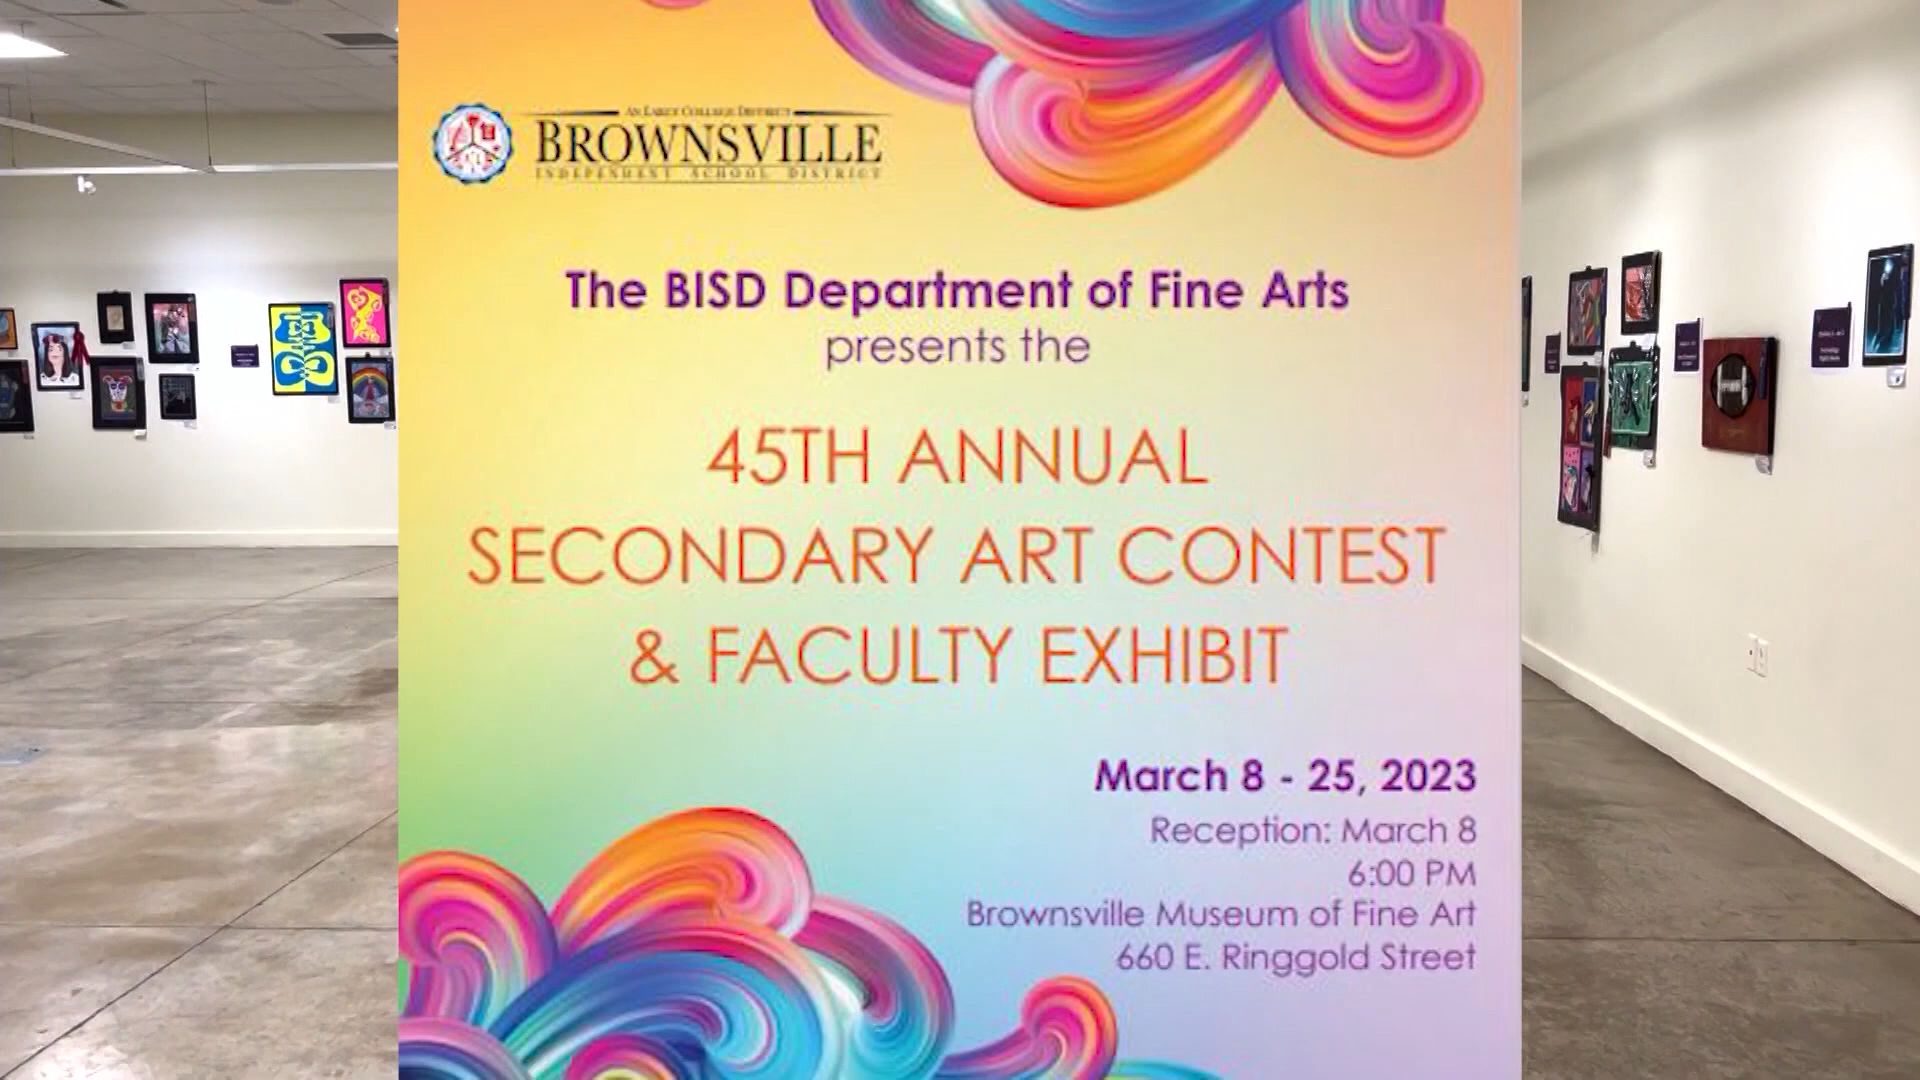 AN EARLY COLLEGE DISTRICT
BROWNSVILLE
INDEPENDENT SCHOOL DISTRICT
The BISD Department of Fine Arts
presents the
45TH ANNUAL
SECONDARY ART CONTEST
& FACULTY EXHIBIT
March 8 - 25, 2023
Reception: March 8
6:00 PM
Brownsville Museum of Fine Art
660 E. Ringgold Street